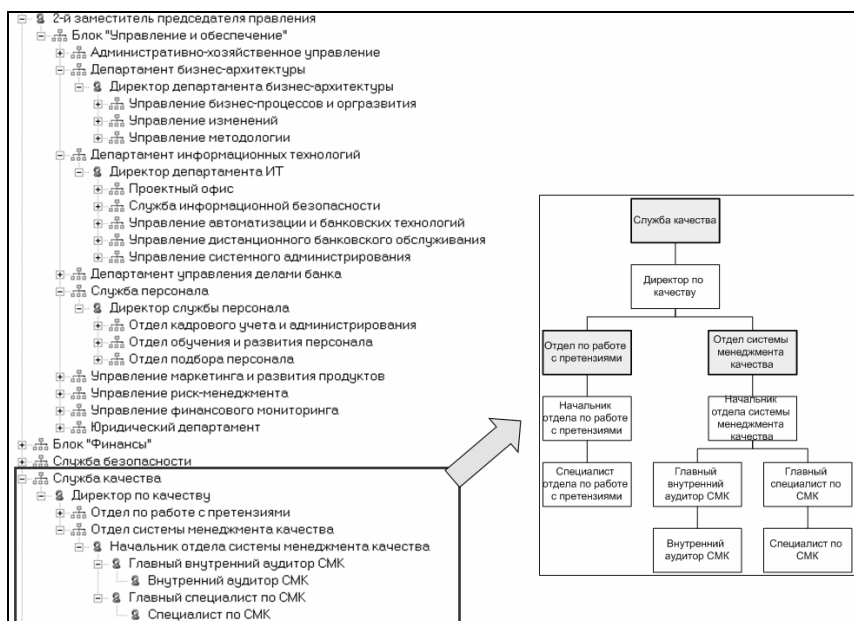 2-й заместитель председателя правления
Блок "Управление и обеспечение"
Административно-хозяйственное управление
Департамент бизнес-архитектуры
Директор департамента бизнес-архитектуры
Управление бизнес-процессов и оргразвития
Управление изменений
Управление методологии
Департамент информационных технологий
Директор департамента ИТ
Проектный офис
Служба информационной безопасности
Управление автоматизации и банковских технологий
Управление дистанционного банковского обслуживания
Управление системного администрирования
Департамент управления делами банка
Служба персонала
Директор службы персонала
Отдел кадрового учета и администрирования
Отдел обучения и развития персонала
Отдел подбора персонала
Управление маркетинга и развития продуктов
Управление риск-менеджмента
Управление финансового мониторинга
Юридический департамент
Блок "Финансы"
Служба безопасности
Служба качества
Директор по качеству
Отдел по работе с претензиями
Отдел системы менеджмента качества
Начальник отдела системы менеджмента качества
Главный внутренний аудитор СМК
Внутренний аудитор СМК
Главный специалист по СМК
Специалист по СМК
Служба качества
Директор по
качеству
Отдел по работе
с претензиями
Отдел системы
менеджмента
качества
Начальник
отдела по работе
с претензиями
Начальник
отдела системы
менеджмента
качества
Специалист
отдела по работе
с претензиями
Главный
внутренний
аудитор СМК
Главный
специалист по
СМК
Внутренний
аудитор СМК
Специалист по
СМК